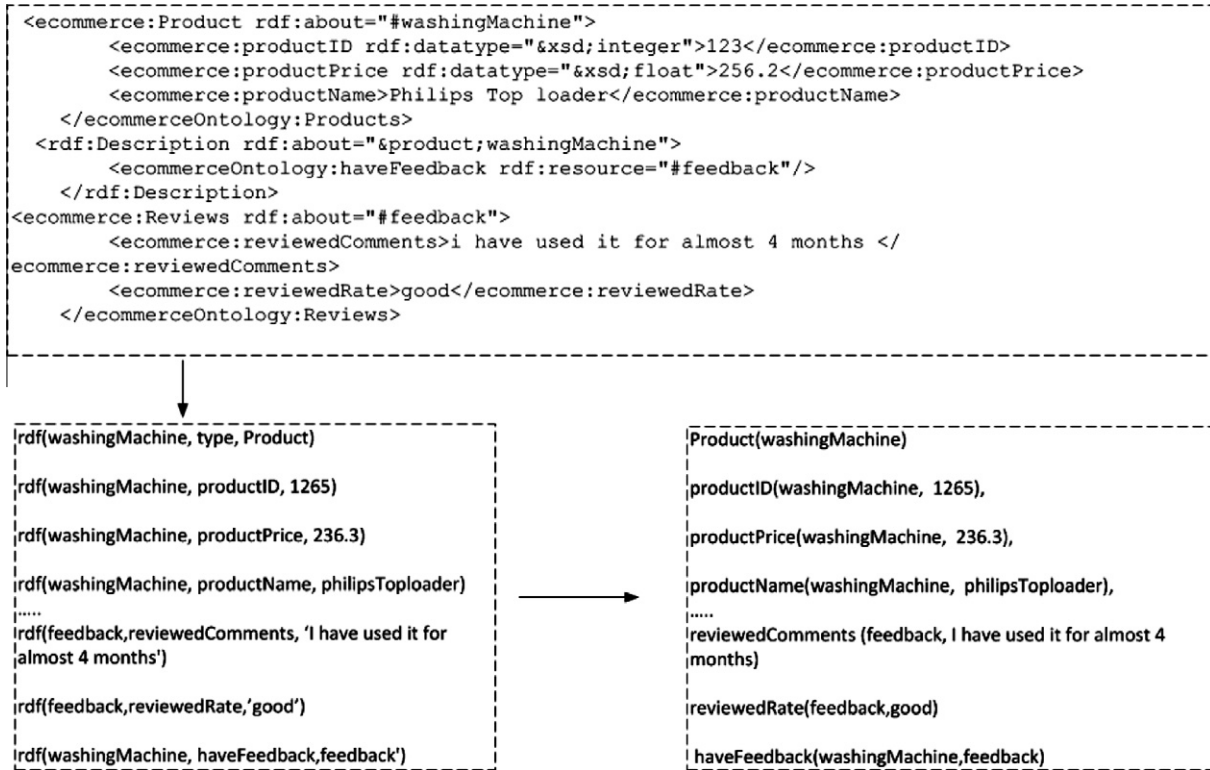 <ecommerce:Product rdf:about="#washingMachine">
<ecommerce:productID rdf:datatype="&xsd;integer">123</ecommerce:productID>
<ecommerce:productPrice rdf:datatype="&xsd;float">256.2</ecommerce:productPrice>
<ecommerce:productName>Philips Top loader</ecommerce:productName>
</ecommerceOntology:Products>
<rdf:Description rdf:about="&product;washingMachine">
<ecommerceOntology:haveFeedback rdf:resource="#feedback"/>
</rdf:Description>
<ecommerce:Reviews rdf:about="#feedback">
<ecommerce:reviewedComments>i have used it for almost 4 months </
ecommerce:reviewedComments>
<ecommerce:reviewedRate>good</ecommerce:reviewedRate>
</ecommerceOntology:Reviews>
rdf(washingMachine, type, Product)
rdf(washingMachine, productID, 1265)
rdf(washingMachine, productPrice, 236.3)
rdf(washingMachine, productName, philipsToploader)
.....
rdf(feedback,reviewedComments, ‘I have used it for
almost 4 months')
rdf(feedback,reviewedRate,’good’)
rdf(washingMachine, haveFeedback,feedback')
Product(washingMachine)
productID(washingMachine, 1265),
productPrice(washingMachine, 236.3),
productName(washingMachine, philipsToploader),
.....
reviewedComments (feedback, I have used it for almost 4
months)
reviewedRate(feedback,good)
haveFeedback(washingMachine,feedback)